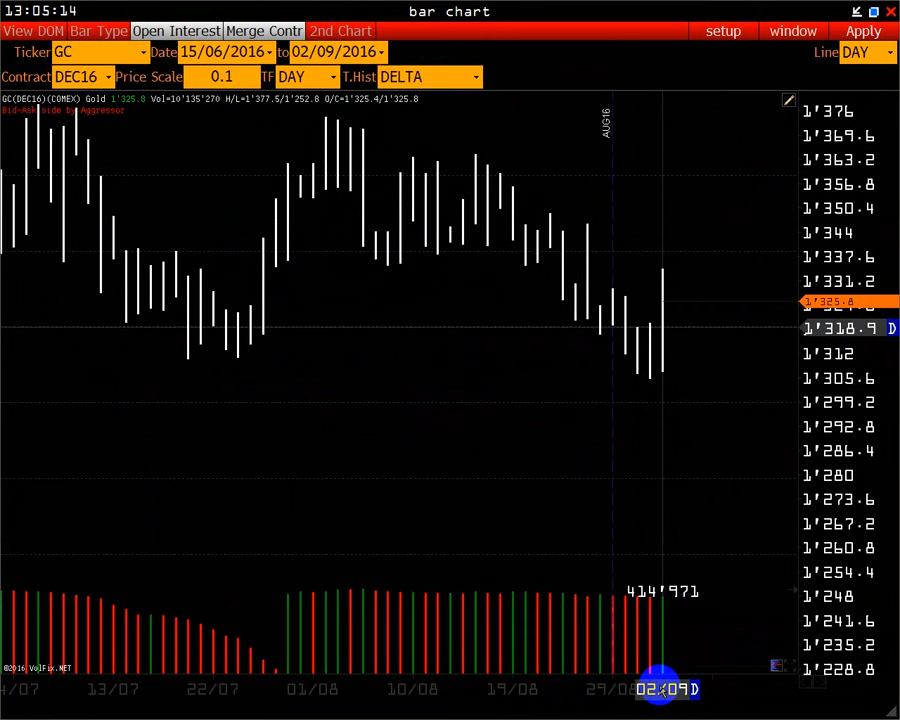 13:05:14 bar chart
View DOM Bar Type Open Interest Merge Contr 2nd Chart setup window Apply
Ticker GC Date 15/06/2016 to 02/09/2016 Line DAY
Contract DEC16 Price Scale 0.1 TF DAY T.Hist DELTA
GC(DEC16)(COMEX) Gold 1'325.8 Vol=10'135'270 H/L=1'377.5/1'252.8 O/C=1'325.4/1'325.8
Bid-Ask side by Aggressor
AUG16
1'376
1'369.6
1'363.2
1'356.8
1'350.4
1'344
1'337.6
1'331.2
1'325.8
1'318.9 D
1'312
1'305.6
1'299.2
1'292.8
1'286.4
1'280
1'273.6
1'267.2
1'260.8
1'254.4
414'971
1'248
1'241.6
1'235.2
©2016 VolFix.NET
1'228.8
4/07 13/07 22/07 01/08 10/08 19/08 29/08 02/09 D